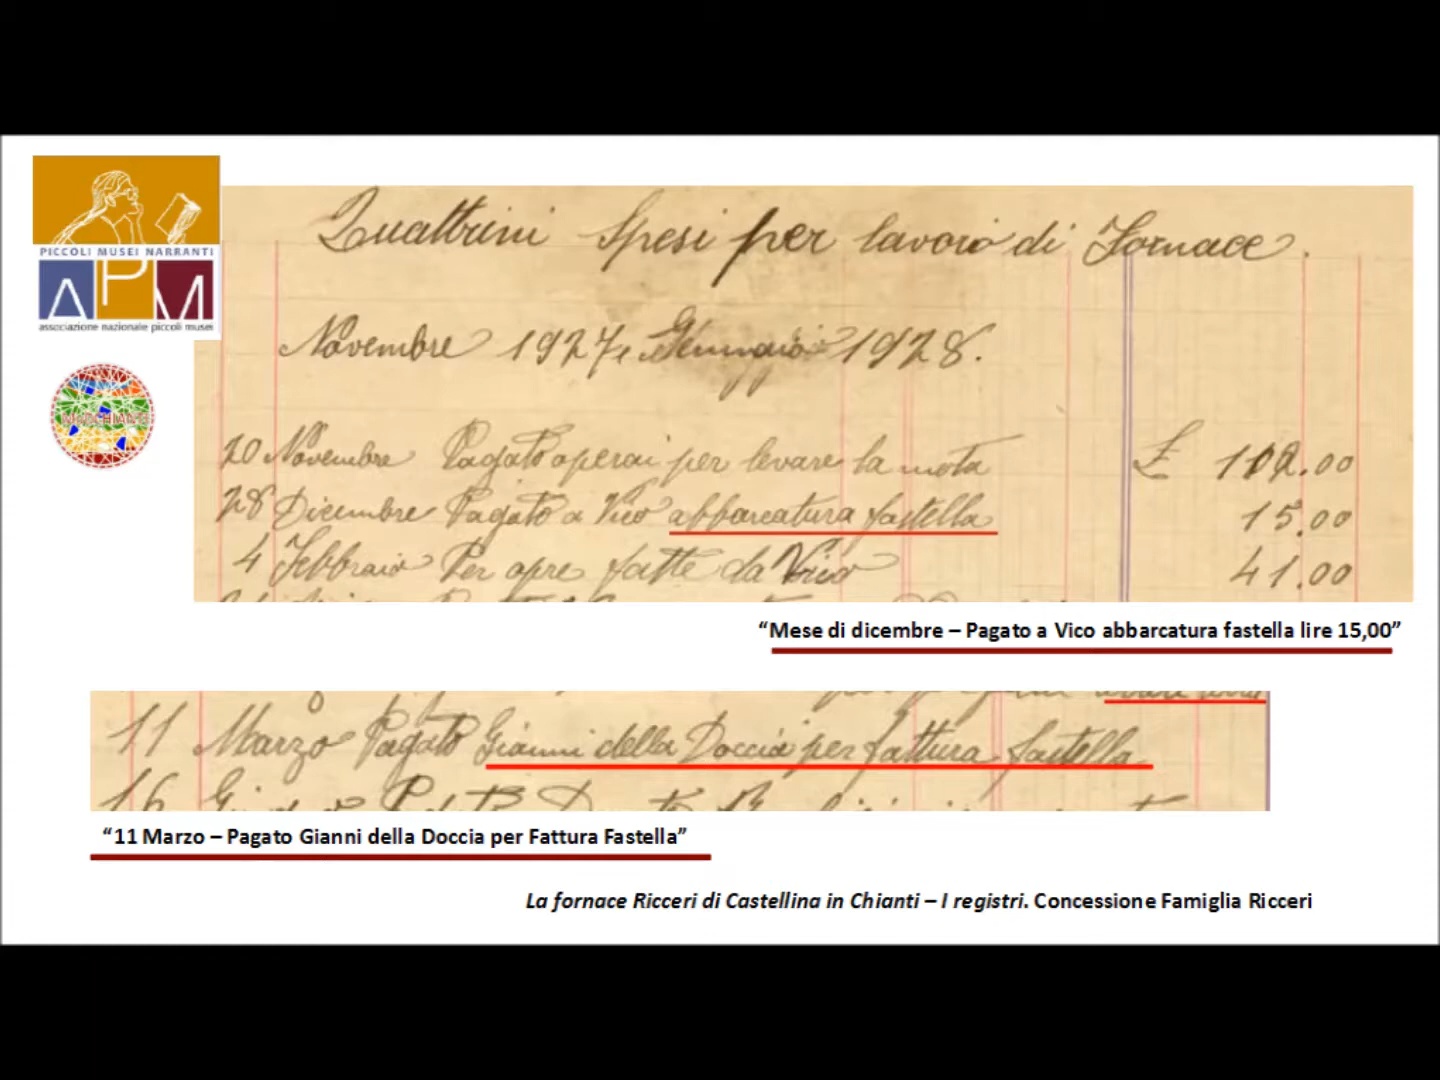 PICCOLI MUSEI NARRANTI
APM
associazione nazionale piccoli musei
Quattrini Spesi per lavoro di Fornace.
Novembre 1927, Gennaio 1928.
20 Novembre Pagato operai per levare la mota £ 102.00
28 Dicembre Pagato a Vico abbarcatura fastella 15.00
4 Febbraio Per opre fatte da Vico 41.00
“Mese di dicembre – Pagato a Vico abbarcatura fastella lire 15,00”
11 Marzo Pagato Gianni della Doccia per fattura fastella
“11 Marzo – Pagato Gianni della Doccia per Fattura Fastella”
La fornace Ricceri di Castellina in Chianti – I registri. Concessione Famiglia Ricceri